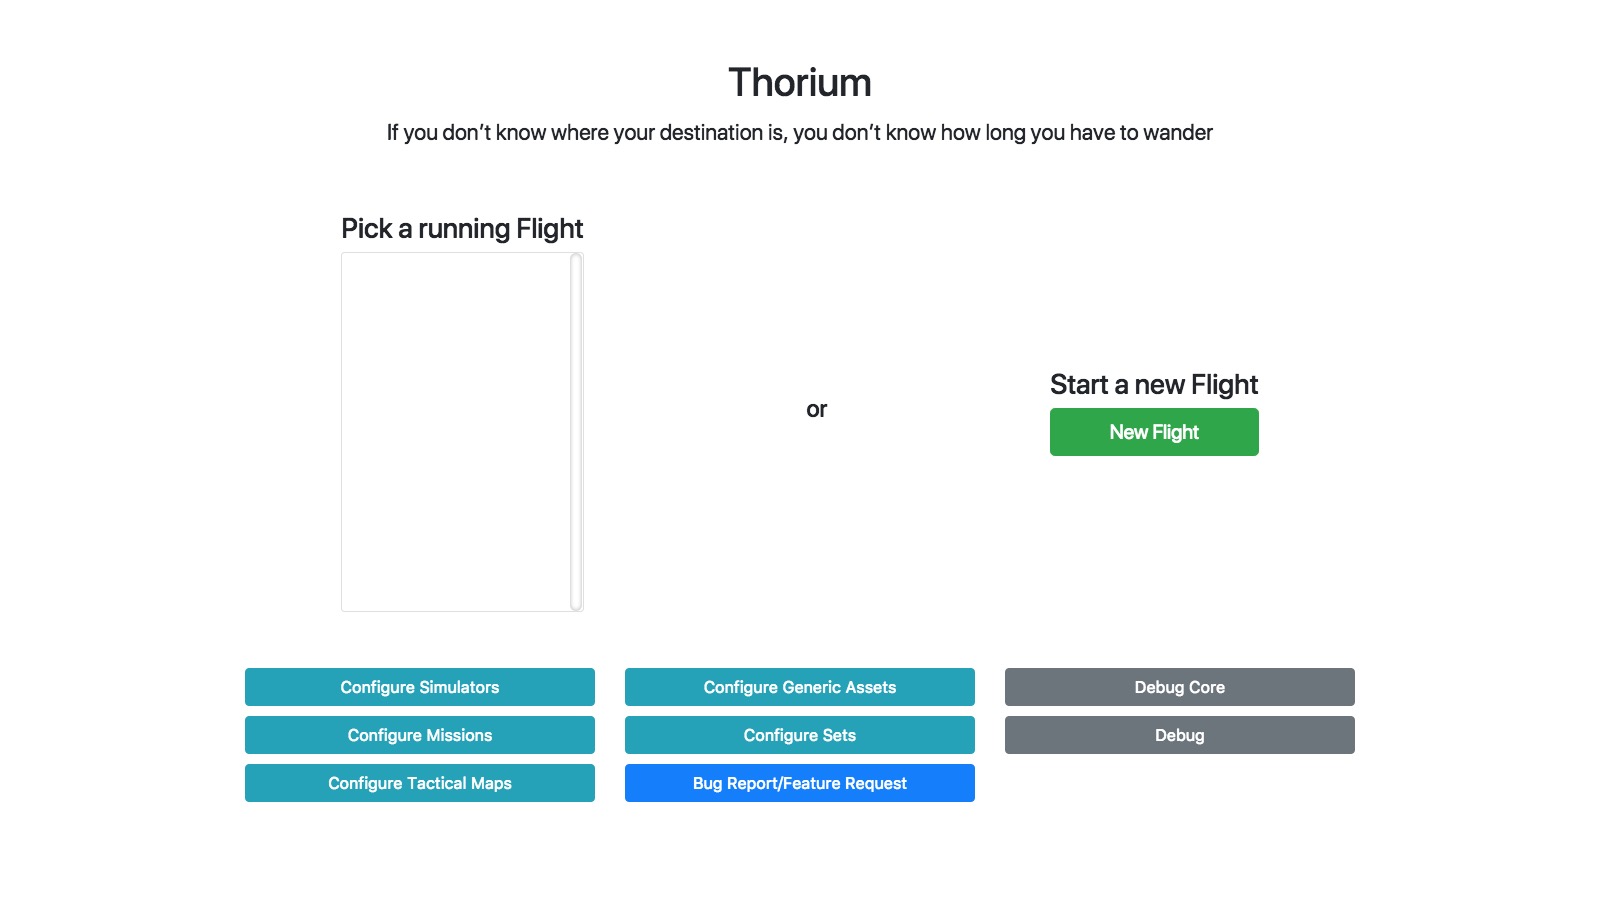 Thorium
If you don’t know where your destination is, you don’t know how long you have to wander
Pick a running Flight
or
Start a new Flight
New Flight
Configure Simulators
Configure Generic Assets
Debug Core
Configure Missions
Configure Sets
Debug
Configure Tactical Maps
Bug Report/Feature Request